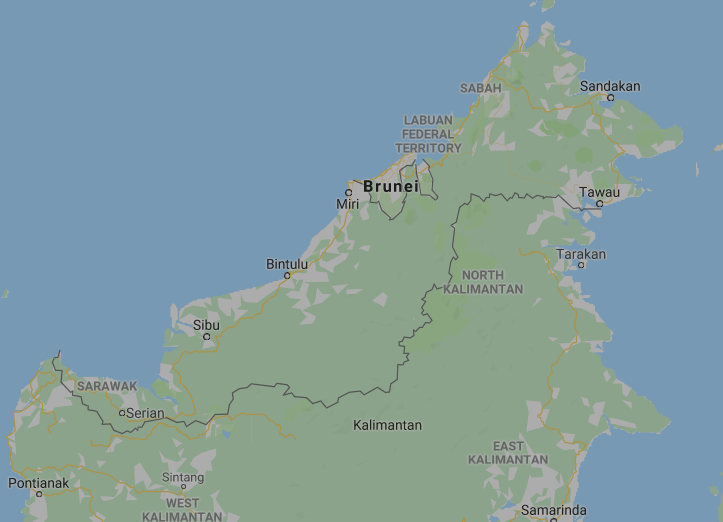 Sandakan
SABAH
LABUAN
FEDERAL
TERRITORY
Brunei
Miri
Tawau
Tarakan
Bintulu
NORTH
KALIMANTAN
Sibu
SARAWAK
Serian
Kalimantan
EAST
KALIMANTAN
Sintang
Pontianak
WEST
KALIMANTAN
Samarinda